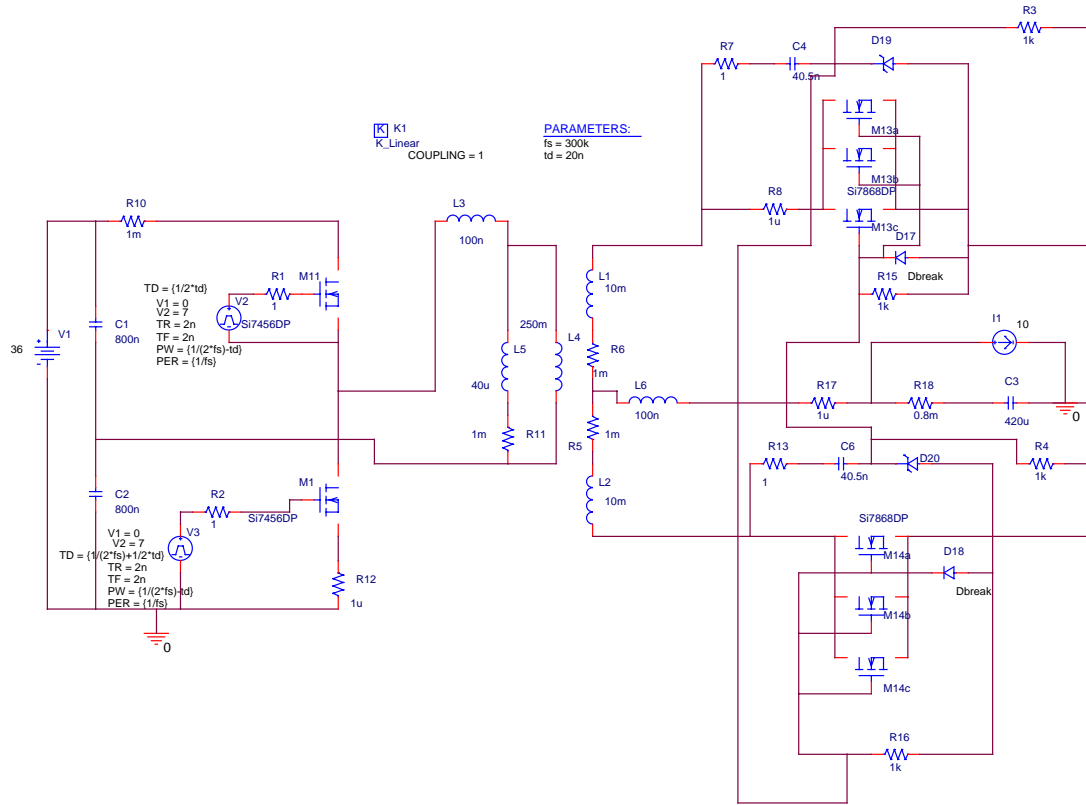 R3
1k
R7
1
C4
40.5n
D19
K K1
K_Linear
COUPLING = 1
PARAMETERS:
fs = 300k
td = 20n
M13a
M13b
Si7868DP
M13c
R8
1u
D17
Dbreak
R15
1k
R10
1m
L3
100n
TD = {1/2*td}
V1 = 0
V2 = 7
TR = 2n
TF = 2n
PW = {1/(2*fs)-td}
PER = {1/fs}
R1
1
V2
M11
Si7456DP
L1
10m
250m
L4
L5
40u
R6
1m
I1
10
36
V1
C1
800n
L6
100n
R17
1u
R18
0.8m
C3
420u
0
1m
R11
R5
1m
R13
1
C6
40.5n
D20
R4
1k
L2
10m
C2
800n
R2
1
M1
Si7456DP
V3
V1 = 0
V2 = 7
TD = {1/(2*fs)+1/2*td}
TR = 2n
TF = 2n
PW = {1/(2*fs)-td}
PER = {1/fs}
R12
1u
0
Si7868DP
M14a
D18
Dbreak
M14b
M14c
R16
1k